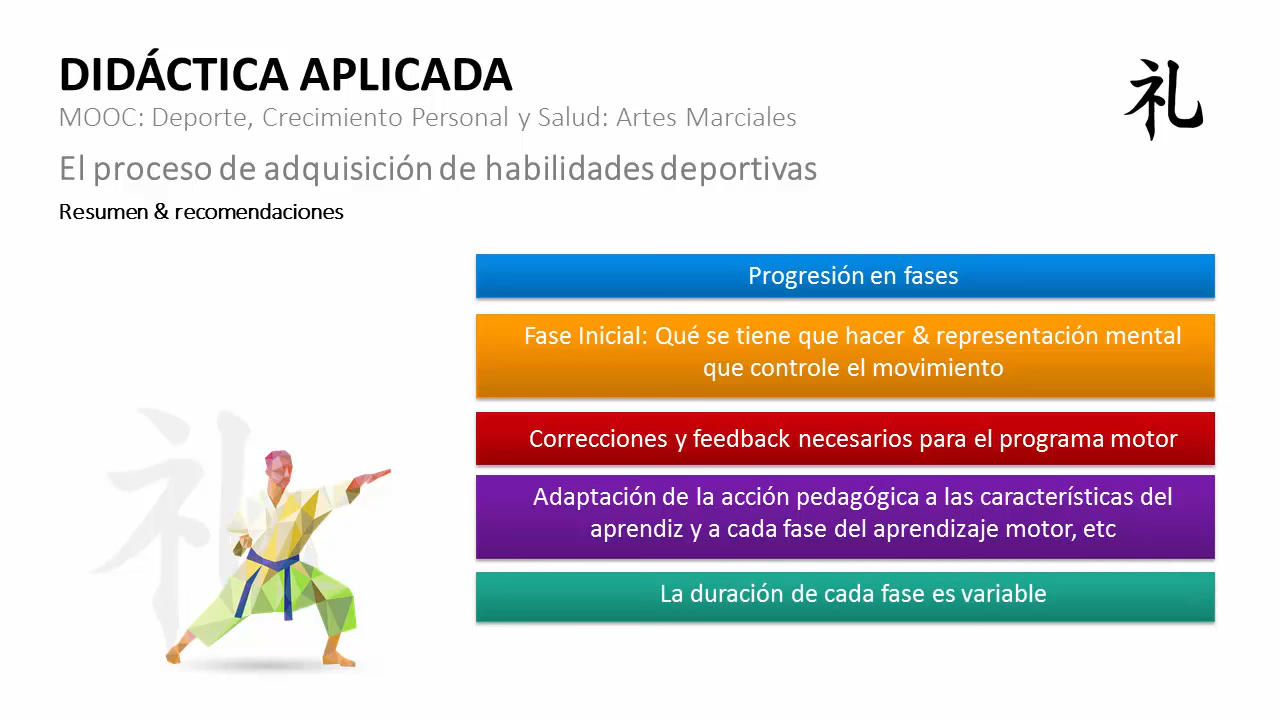 DIDÁCTICA APLICADA
MOOC: Deporte, Crecimiento Personal y Salud: Artes Marciales
礼
El proceso de adquisición de habilidades deportivas
Resumen & recomendaciones
Progresión en fases
Fase Inicial: Qué se tiene que hacer & representación mental
que controle el movimiento
Correcciones y feedback necesarios para el programa motor
Adaptación de la acción pedagógica a las características del
aprendiz y a cada fase del aprendizaje motor, etc
La duración de cada fase es variable
礼